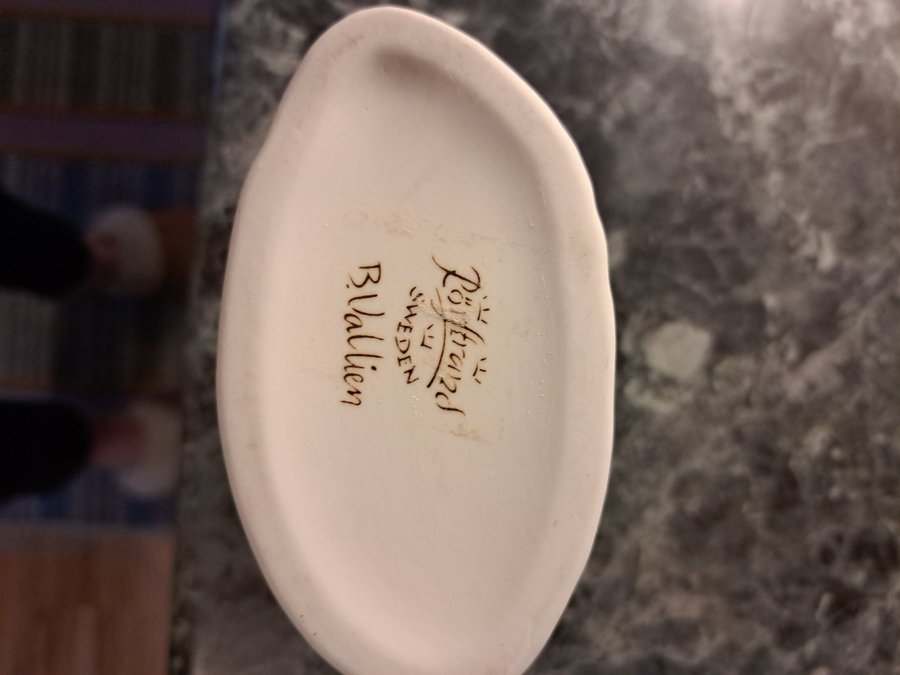 Rörstrand
SWEDEN
B.Vallien